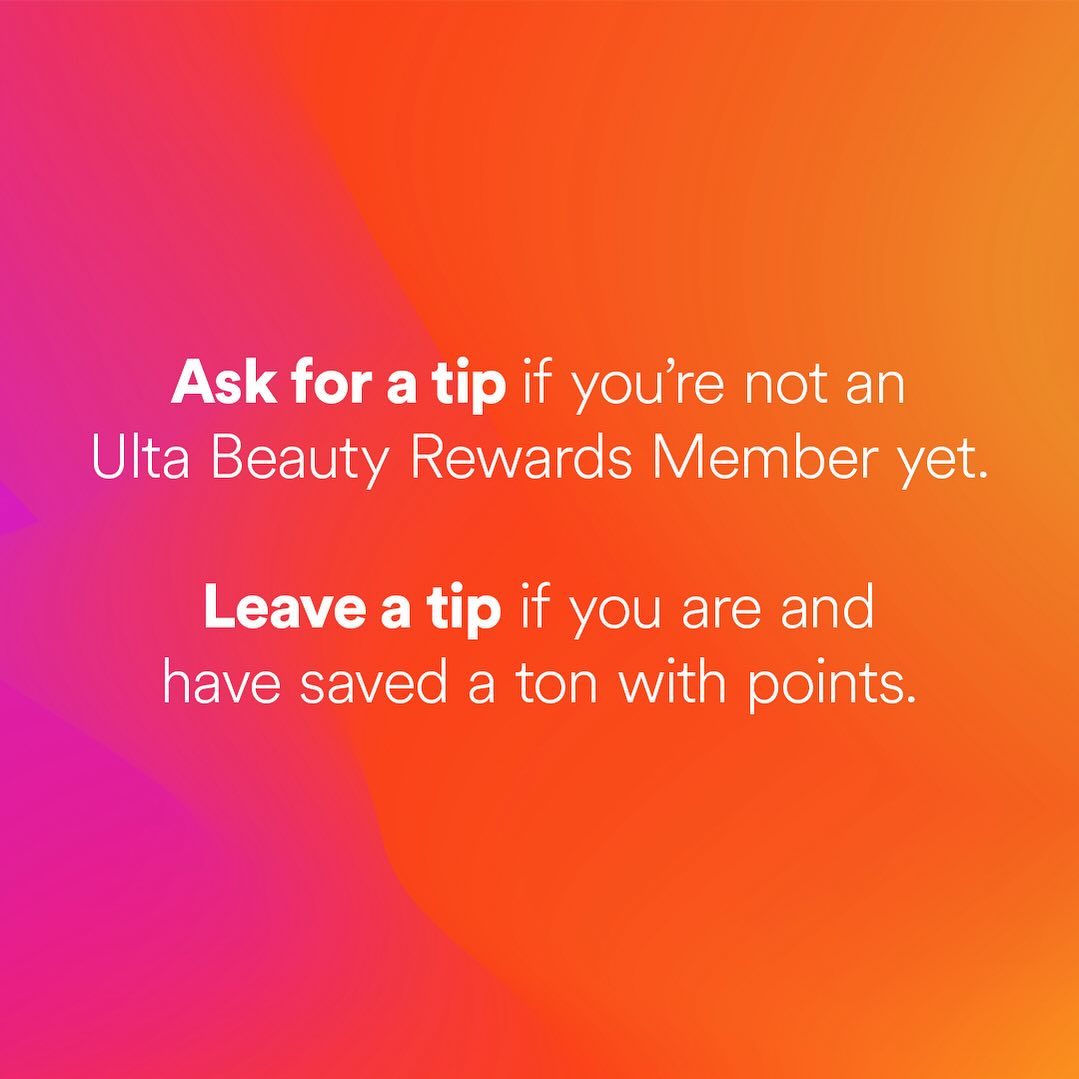 Ask for a tip if you’re not an
Ulta Beauty Rewards Member yet.
Leave a tip if you are and
have saved a ton with points.